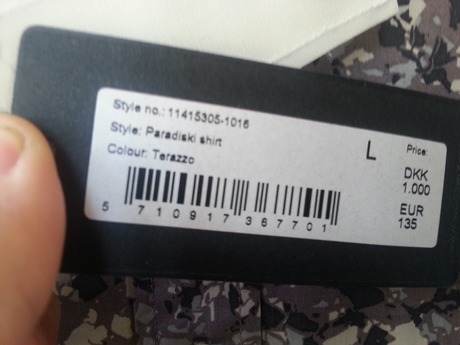 Style no.: 11415305-1016
Style: Paradiski shirt
Colour: Terazzo
L
Price:
DKK
1.000
EUR
135
5 710917 367701